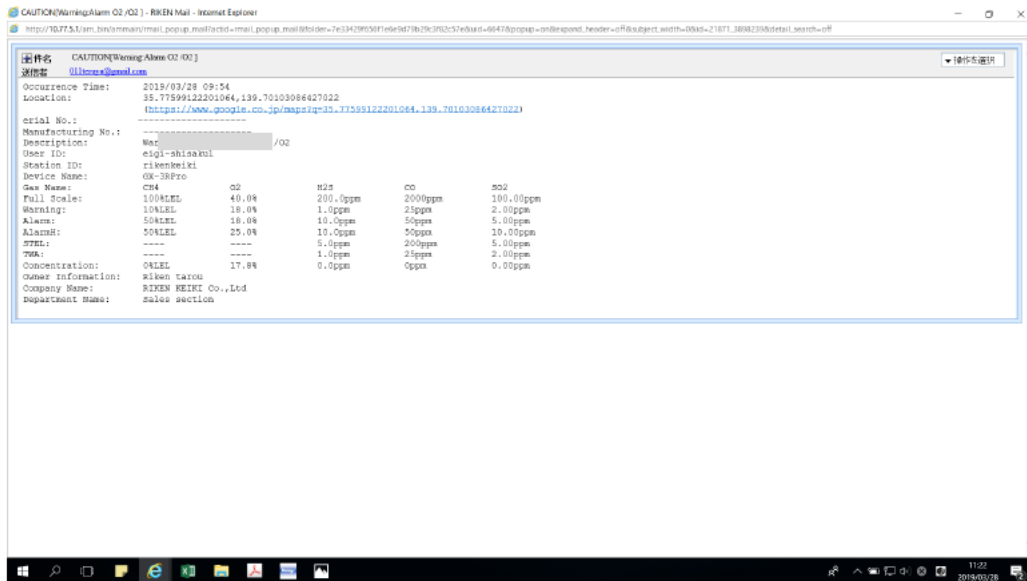 CAUTION[Warning:Alarm O2 /O2 ] - RIKEN Mail - Internet Explorer
件名 CAUTION[Warning:Alarm O2 /O2 ]
▼操作を選択
送信者
Occurrence Time: 2019/03/28 09:54
Location: 35.77599122201064,139.70103086427022
(https://www.google.co.jp/maps?q=35.77599122201064,139.70103086427022)
erial No.: --------------------
Manufacturing No.: --------------------
Description: War /O2
User ID: eigi-shisaku1
Station ID: rikenkeiki
Device Name: GX-3RPro
Gas Name: CH4 O2 H2S CO SO2
Full Scale: 100%LEL 40.0% 200.0ppm 2000ppm 100.00ppm
Warning: 10%LEL 18.0% 1.0ppm 25ppm 2.00ppm
Alarm: 50%LEL 18.0% 10.0ppm 50ppm 5.00ppm
AlarmH: 50%LEL 25.0% 10.0ppm 50ppm 10.00ppm
STEL: ---- ---- 5.0ppm 200ppm 5.00ppm
TWA: ---- ---- 1.0ppm 25ppm 2.00ppm
Concentration: 0%LEL 17.8% 0.0ppm 0ppm 0.00ppm
Owner Information: Riken tarou
Company Name: RIKEN KEIKI Co.,Ltd
Department Name: Sales section
11:22
2019/03/28